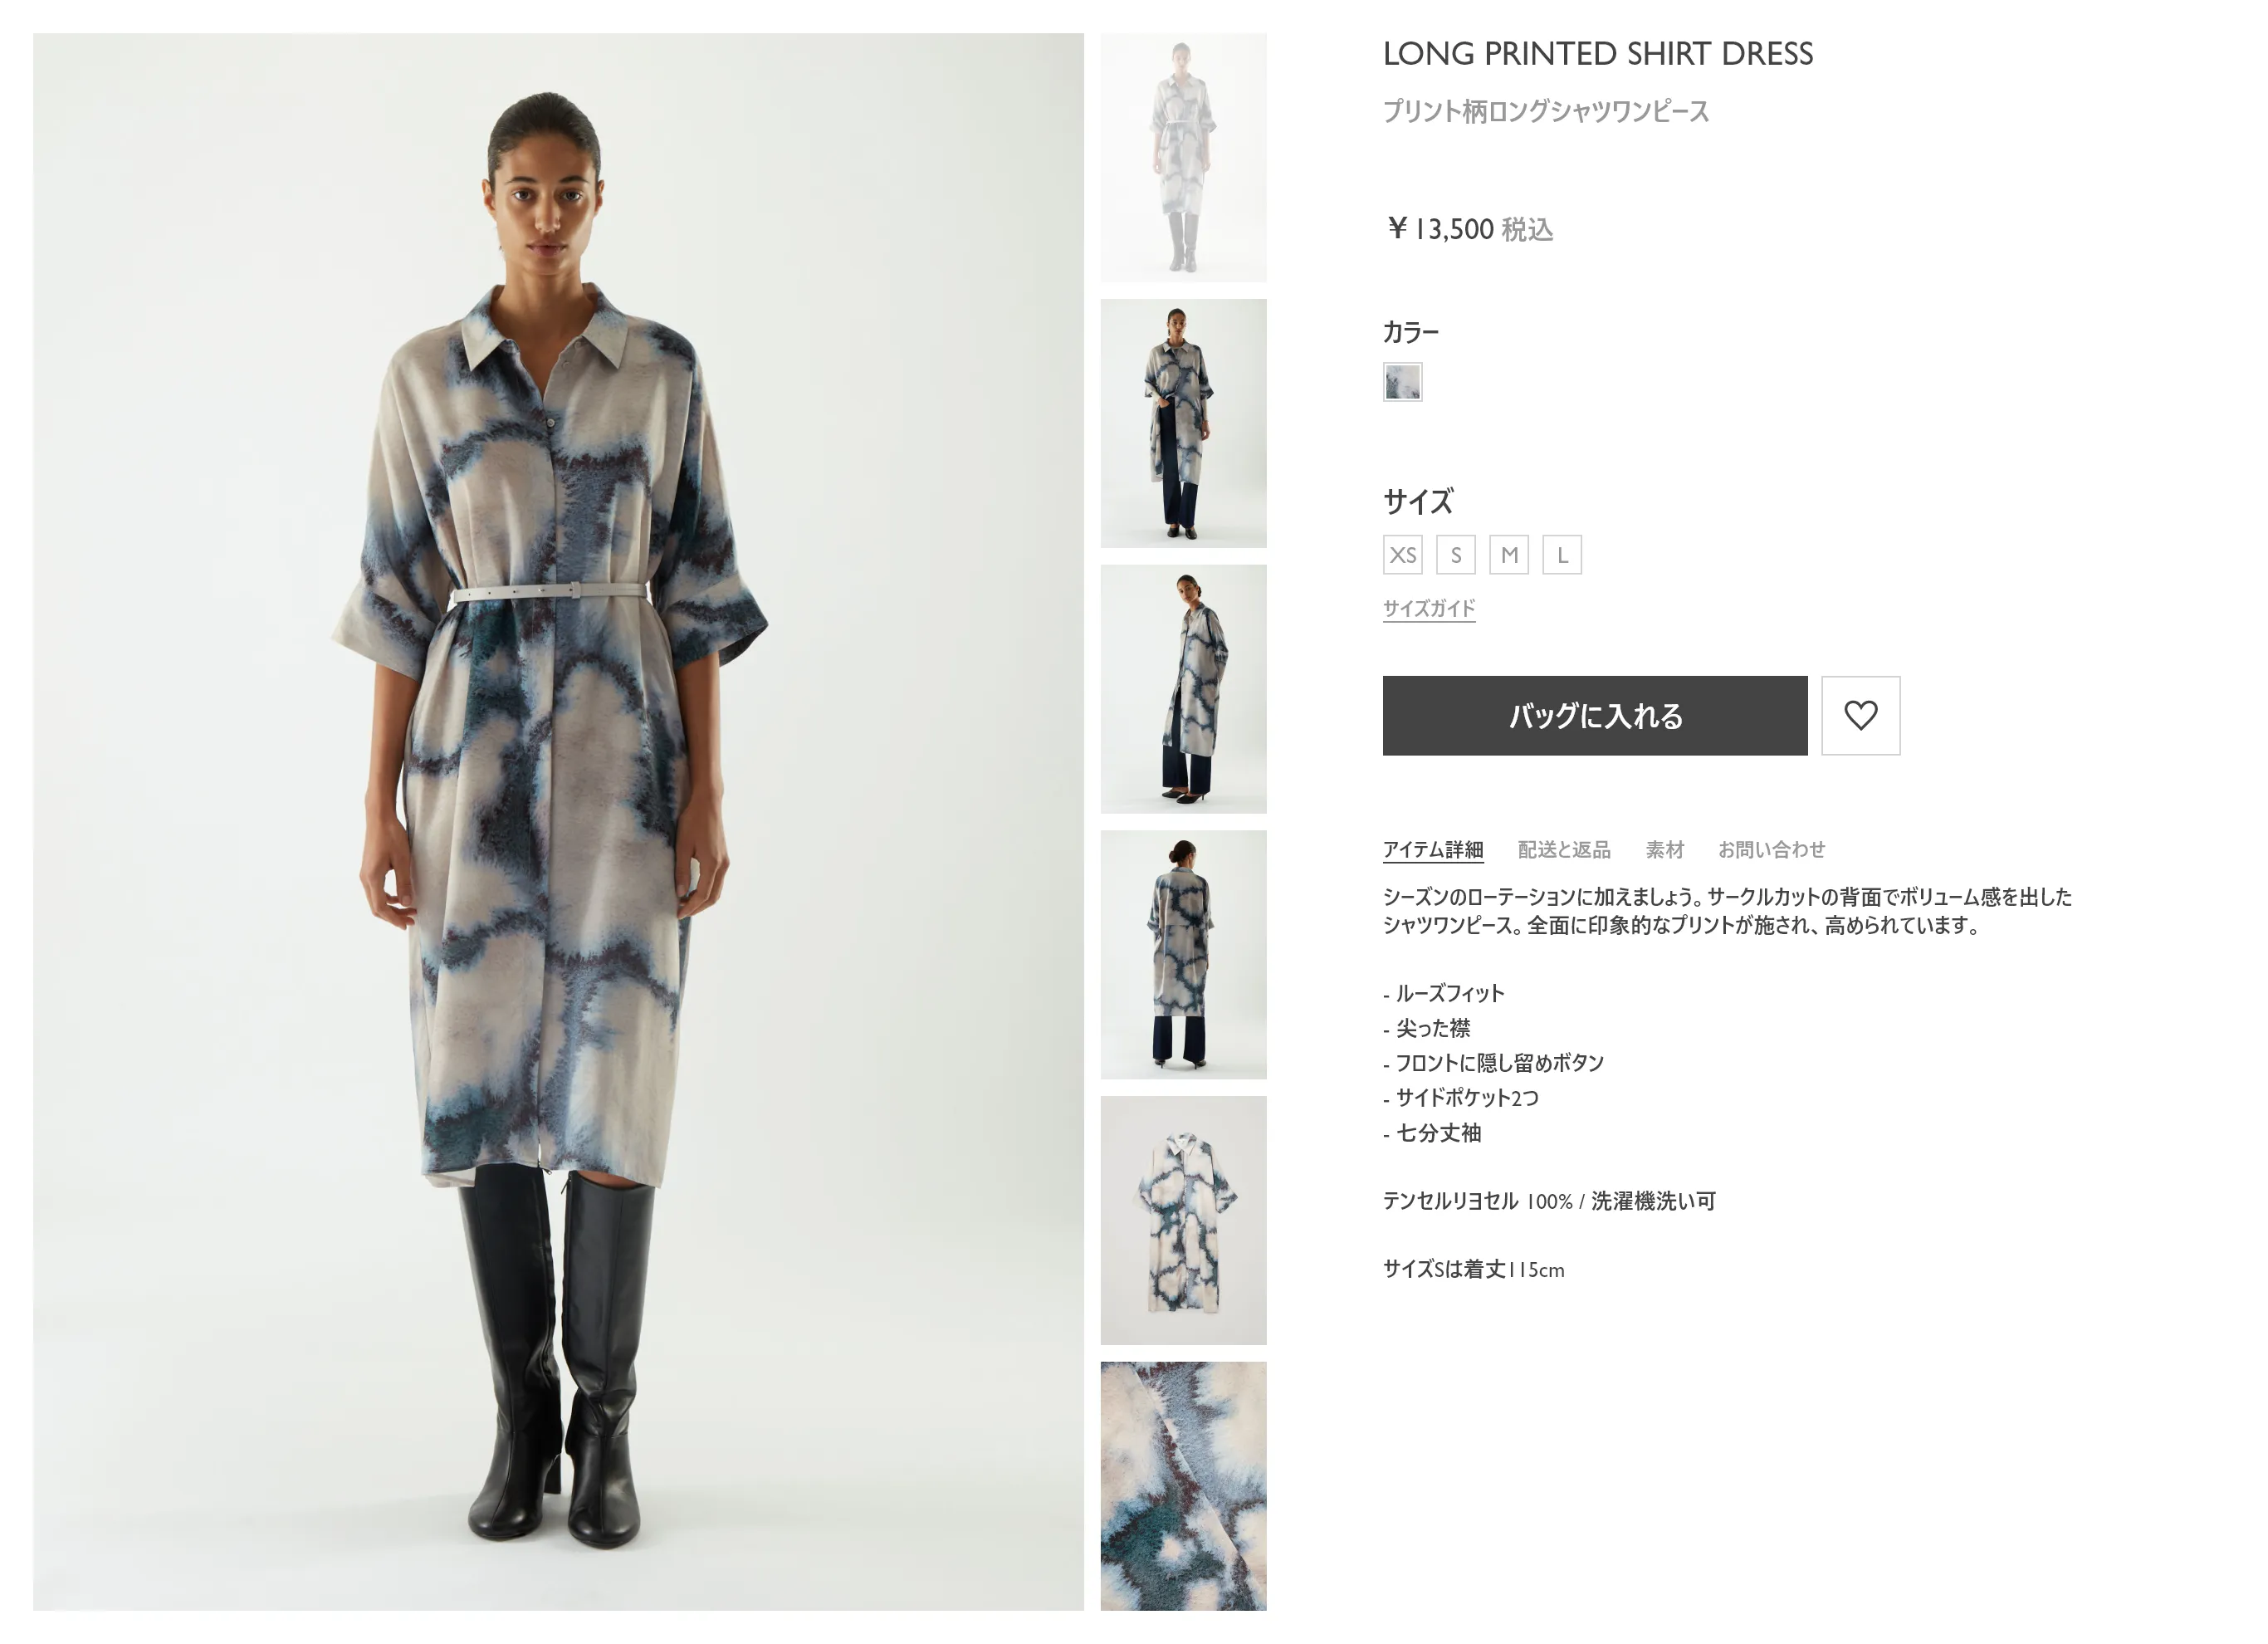 LONG PRINTED SHIRT DRESS
プリント柄ロングシャツワンピース
￥13,500 税込
カラー
サイズ
XS S M L
サイズガイド
バッグに入れる
アイテム詳細 配送と返品 素材 お問い合わせ
シーズンのローテーションに加えましょう。サークルカットの背面でボリューム感を出した
シャツワンピース。全面に印象的なプリントが施され、高められています。
- ルーズフィット
- 尖った襟
- フロントに隠し留めボタン
- サイドポケット2つ
- 七分丈袖
テンセルリヨセル 100% / 洗濯機洗い可
サイズSは着丈115cm